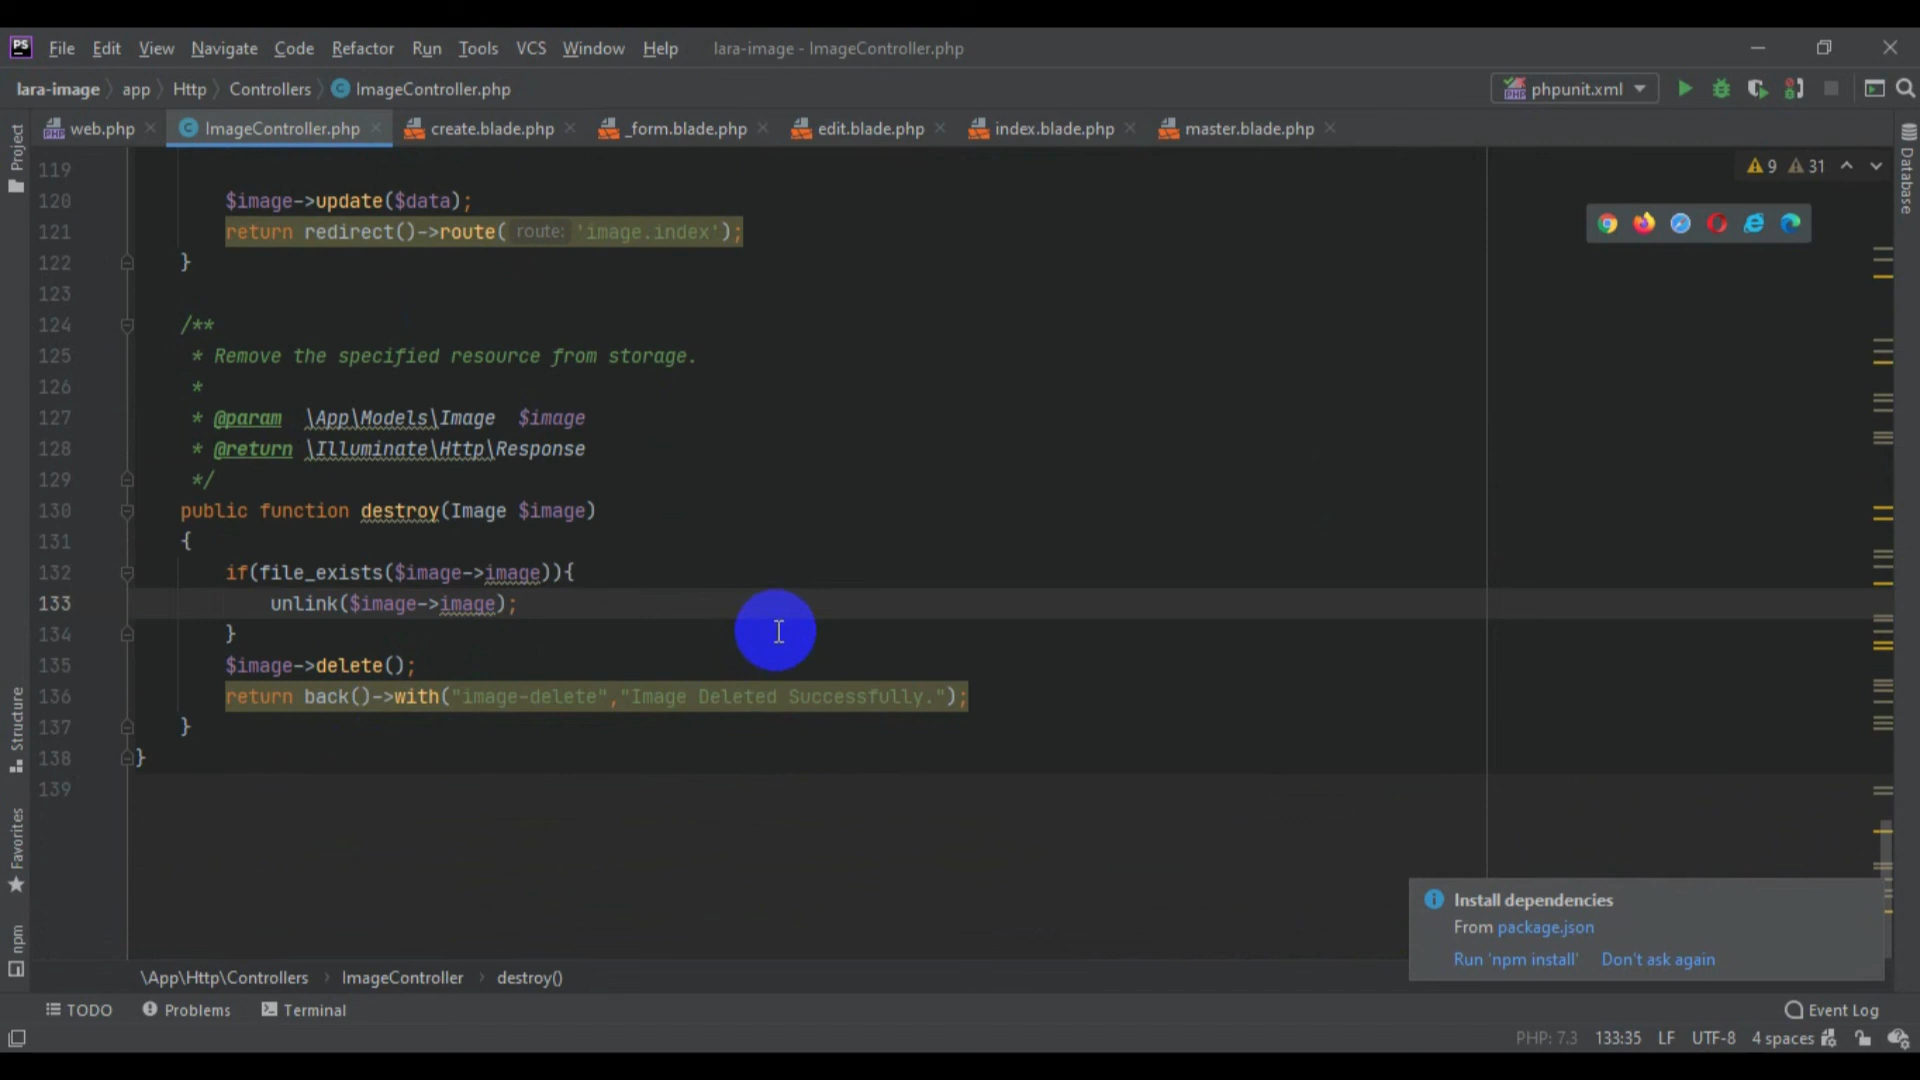 PS File Edit View Navigate Code Refactor Run Tools VCS Window Help lara-image - ImageController.php
lara-image app Http Controllers C ImageController.php phpunit.xml
web.php C ImageController.php create.blade.php _form.blade.php edit.blade.php index.blade.php master.blade.php
Project
Database
Structure
Favorites
npm
9 31
119
120 $image->update($data);
121 return redirect()->route( route: 'image.index');
122 }
123
124 /**
125 * Remove the specified resource from storage.
126 *
127 * @param \App\Models\Image $image
128 * @return \Illuminate\Http\Response
129 */
130 public function destroy(Image $image)
131 {
132 if(file_exists($image->image)){
133 unlink($image->image);
134 }
135 $image->delete();
136 return back()->with("image-delete","Image Deleted Successfully.");
137 }
138 }
139
Install dependencies
From package.json
Run 'npm install' Don't ask again
\App\Http\Controllers ImageController destroy()
TODO Problems Terminal Event Log
PHP: 7.3 133:35 LF UTF-8 4 spaces